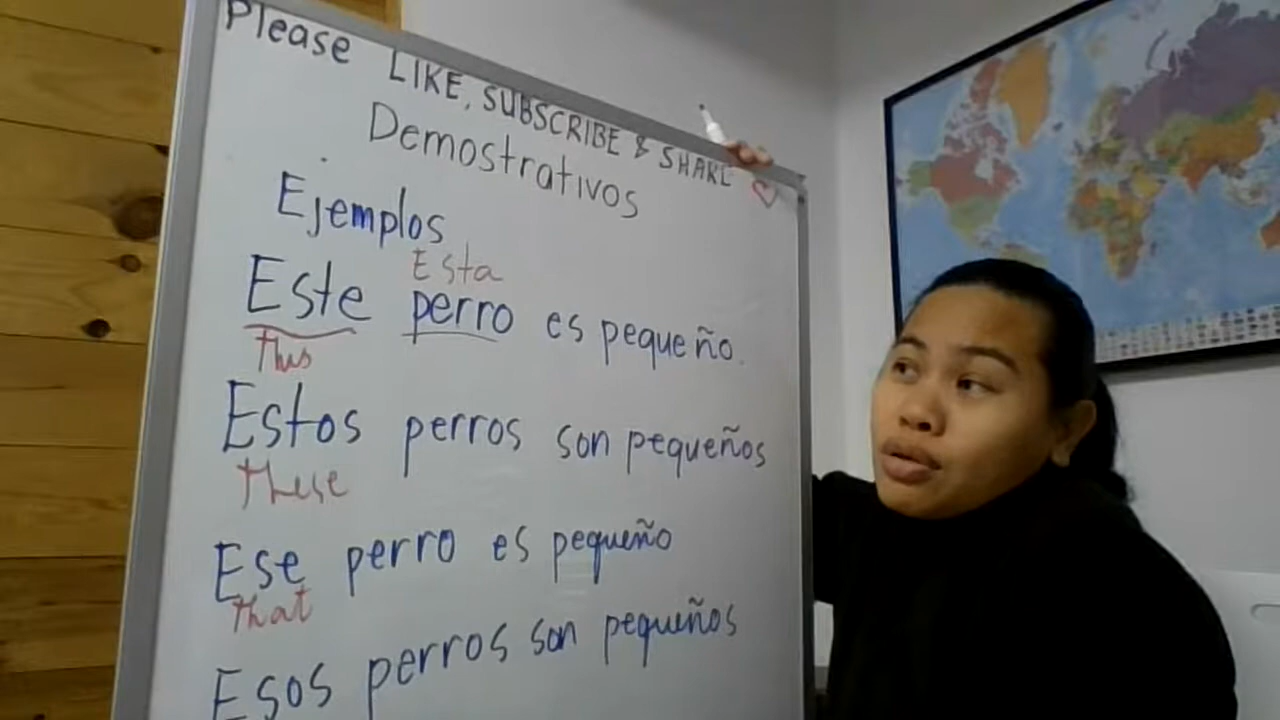 Please LIKE, SUBSCRIBE & SHARE ♡
Demostrativos
Ejemplos
Esta
Este perro es pequeño.
this
Estos perros son pequeños
these
Ese perro es pequeño
that
Esos perros son pequeños